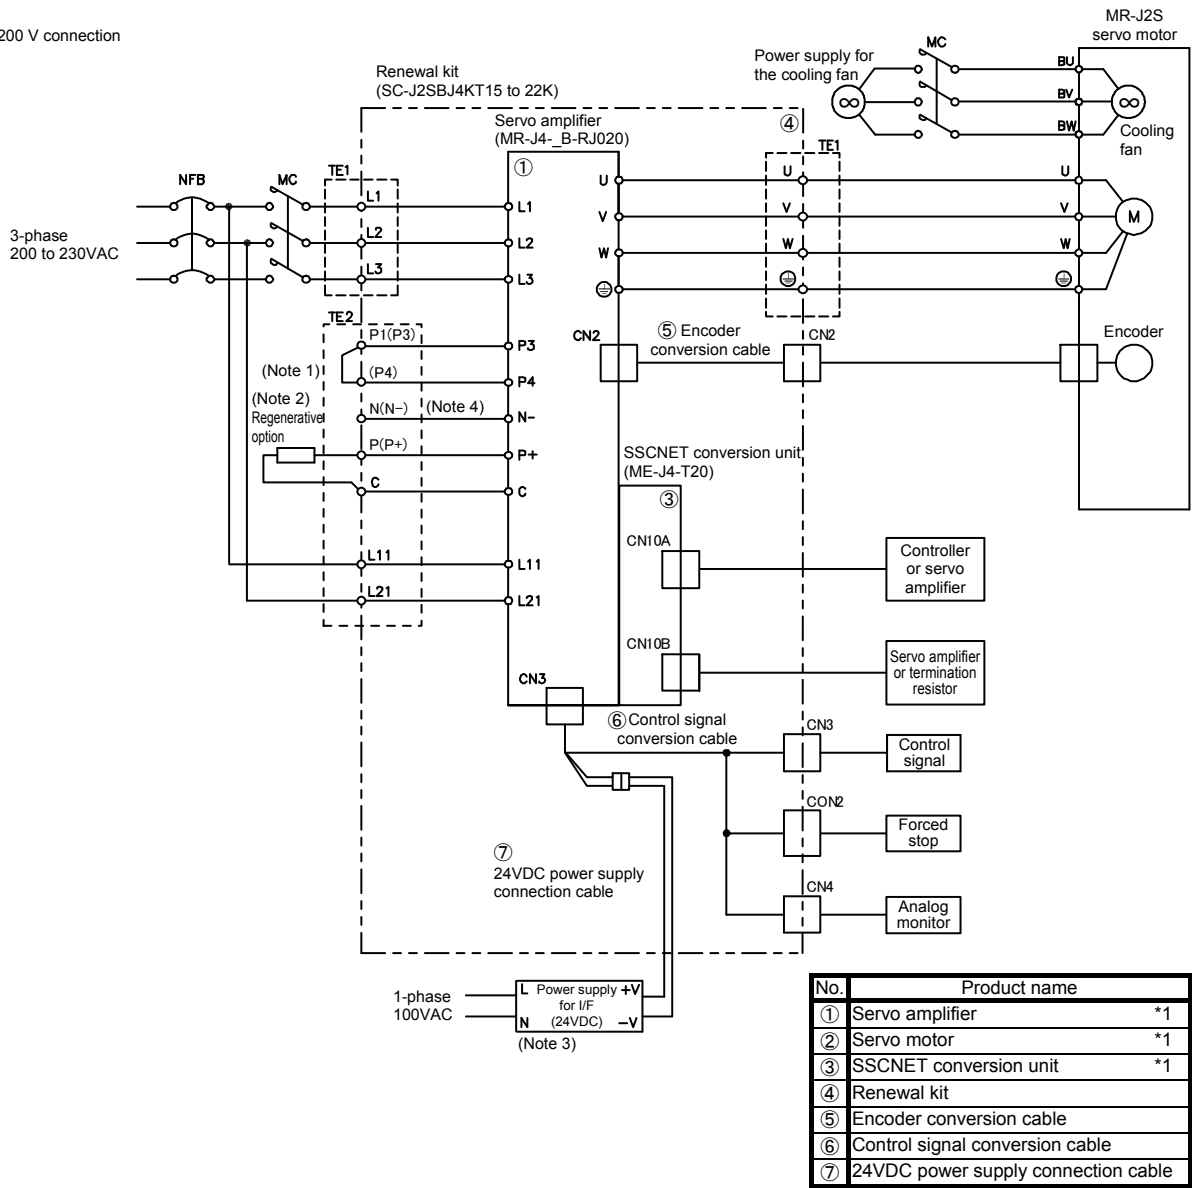 200 V connection
MR-J2S
servo motor
Power supply for
the cooling fan
MC
BU
BV
BW
Cooling
fan
Renewal kit
(SC-J2SBJ4KT15 to 22K)
④
Servo amplifier
(MR-J4-_B-RJ020)
①
TE1
U U U
V V V
W W W
M
NFB MC TE1
L1 L1
L2 L2
L3 L3
3-phase
200 to 230VAC
TE2
P1(P3) P3
(Note 1) (P4) P4
(Note 2)
Regenerative
option
N(N−) (Note 4) N−
P(P+) P+
C C
L11 L11
L21 L21
CN2
⑤ Encoder
conversion cable
CN2
Encoder
SSCNET conversion unit
(ME-J4-T20)
③
CN10A
Controller
or servo
amplifier
CN10B
Servo amplifier
or termination
resistor
CN3
⑥ Control signal
conversion cable
CN3
Control
signal
CON2
Forced
stop
CN4
Analog
monitor
⑦
24VDC power supply
connection cable
1-phase
100VAC
L Power supply +V
for I/F
N (24VDC) −V
(Note 3)
No. Product name
① Servo amplifier *1
② Servo motor *1
③ SSCNET conversion unit *1
④ Renewal kit
⑤ Encoder conversion cable
⑥ Control signal conversion cable
⑦ 24VDC power supply connection cable